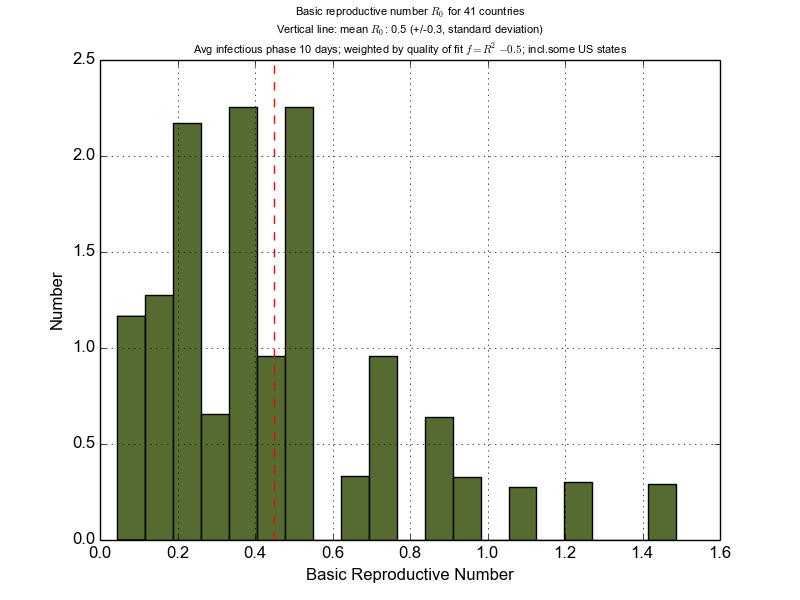 Basic reproductive number R₀ for 41 countries
Vertical line: mean R₀: 0.5 (+/-0.3, standard deviation)
Avg infectious phase 10 days; weighted by quality of fit f=R² −0.5; incl.some US states
2.5
2.0
1.5
1.0
0.5
0.0
Number
0.0 0.2 0.4 0.6 0.8 1.0 1.2 1.4 1.6
Basic Reproductive Number